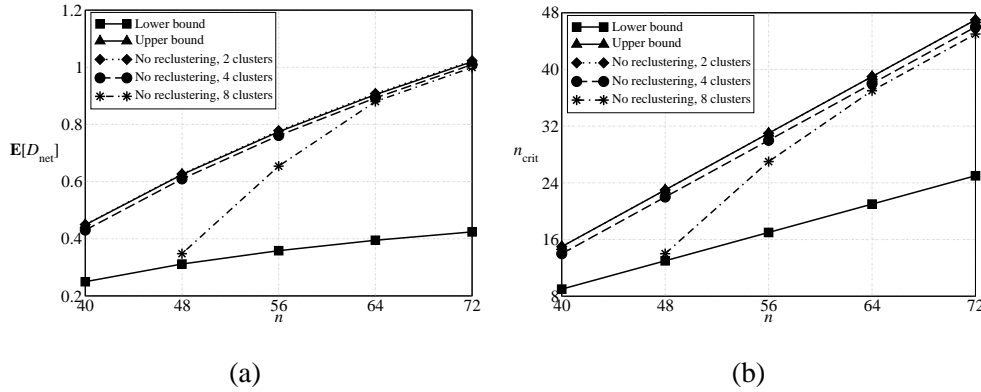 1.2
1
0.8
E[D_net]
0.6
0.4
0.2
40
48
56
64
72
n
Lower bound
Upper bound
No reclustering, 2 clusters
No reclustering, 4 clusters
No reclustering, 8 clusters
(a)
48
40
32
n_crit
24
16
8
40
48
56
64
72
n
Lower bound
Upper bound
No reclustering, 2 clusters
No reclustering, 4 clusters
No reclustering, 8 clusters
(b)